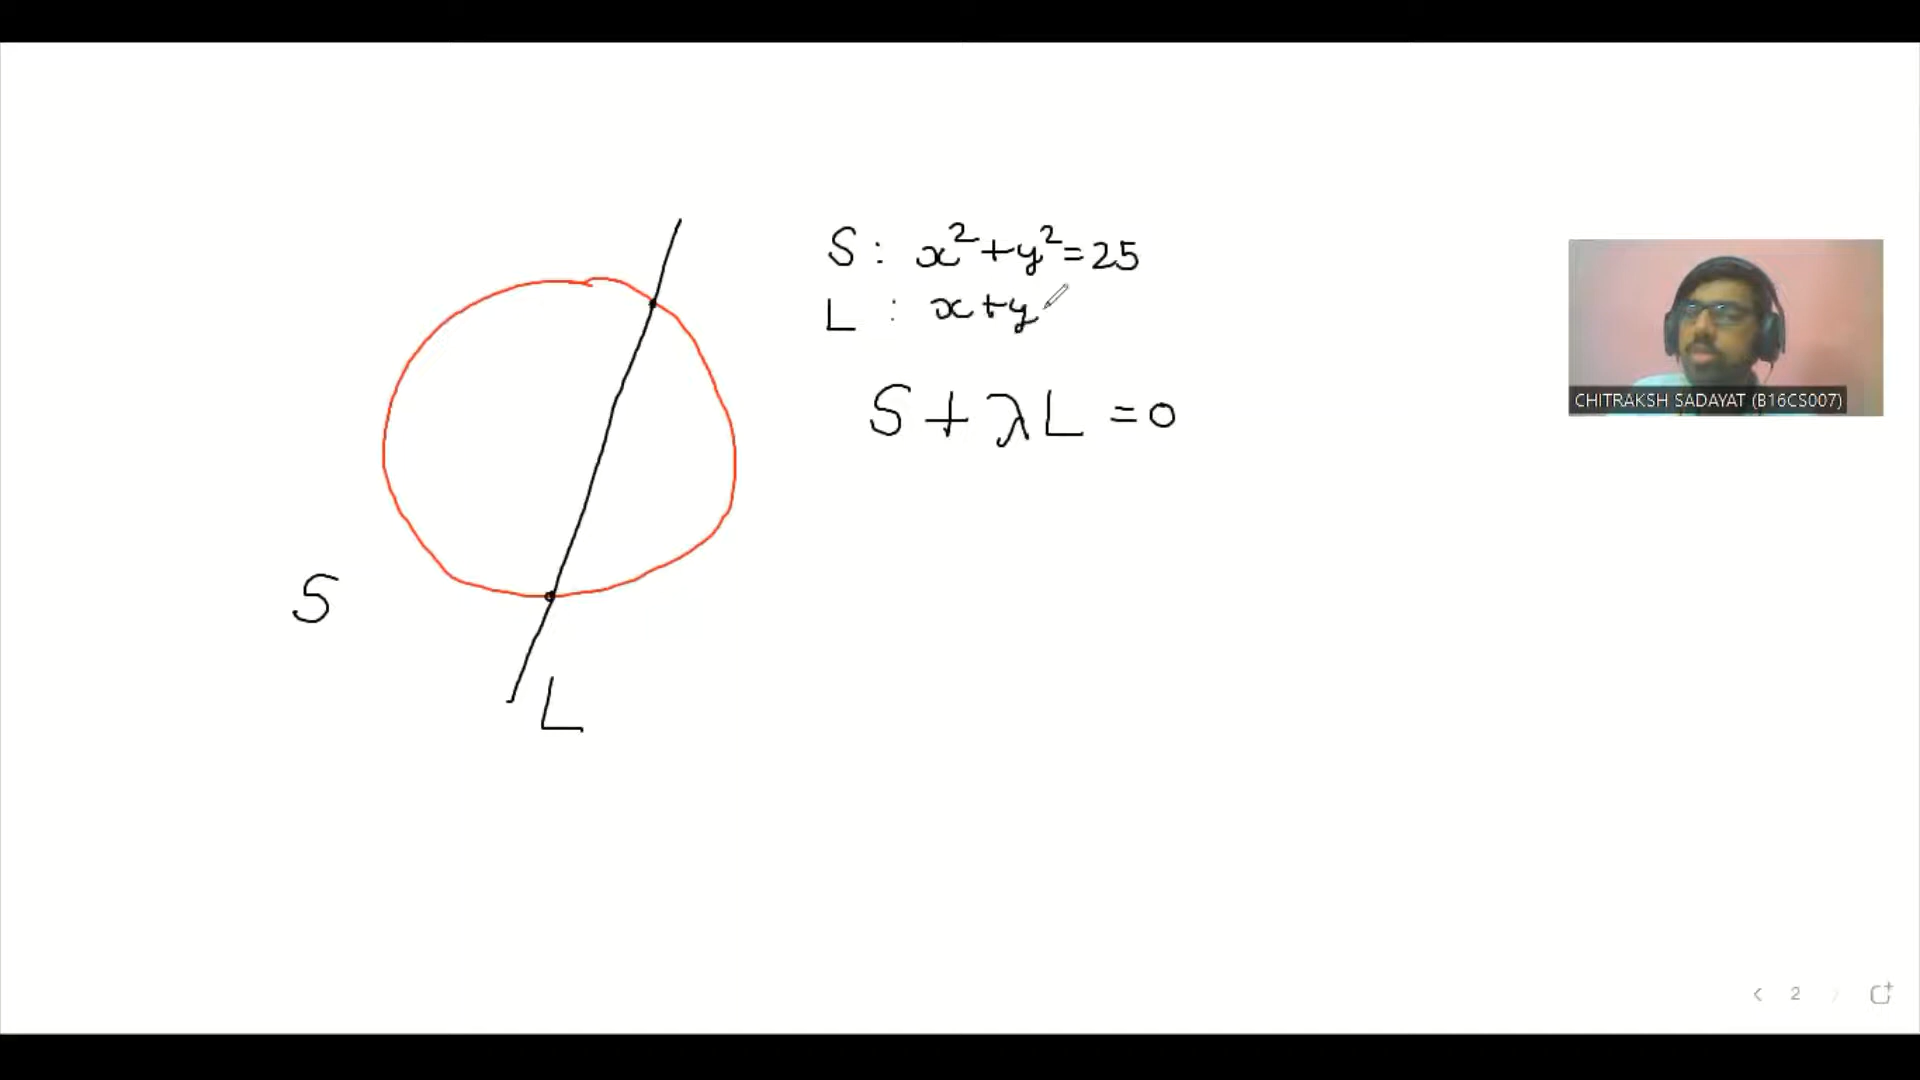 S : x²+y²=25
L : x+y
S+λL=0
CHITRAKSH SADAYAT (B16CS007)
S
L
2